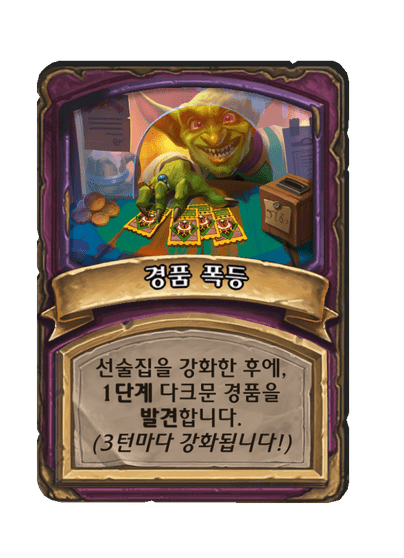 경품 폭등
선술집을 강화한 후에,
1단계 다크문 경품을
발견합니다.
(3턴마다 강화됩니다!)